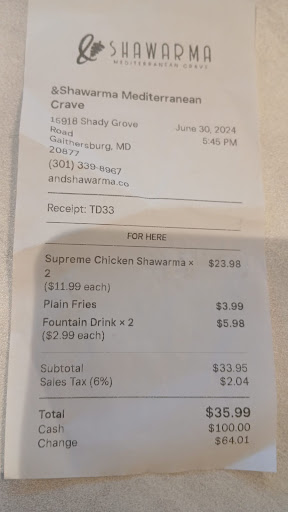 & SHAWARMA
MEDITERRANEAN CRAVE
&Shawarma Mediterranean
Crave
16918 Shady Grove
Road
Gaithersburg, MD
20877
(301) 339-8967
andshawarma.co
June 30, 2024
5:45 PM
Receipt: TD33
FOR HERE
Supreme Chicken Shawarma × $23.98
2
($11.99 each)
Plain Fries $3.99
Fountain Drink × 2 $5.98
($2.99 each)
Subtotal $33.95
Sales Tax (6%) $2.04
Total $35.99
Cash $100.00
Change $64.01